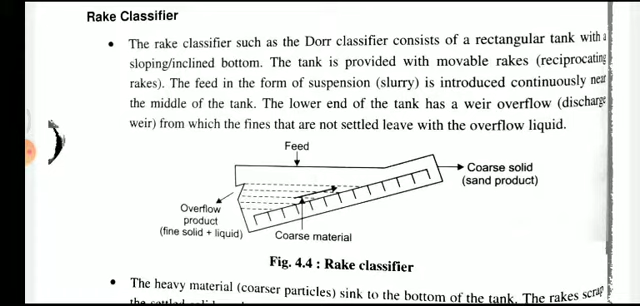 Rake Classifier
• The rake classifier such as the Dorr classifier consists of a rectangular tank with a
sloping/inclined bottom. The tank is provided with movable rakes (reciprocating
rakes). The feed in the form of suspension (slurry) is introduced continuously near
the middle of the tank. The lower end of the tank has a weir overflow (discharge
weir) from which the fines that are not settled leave with the overflow liquid.
Feed
Coarse solid
(sand product)
Overflow
product
(fine solid + liquid)
Coarse material
Fig. 4.4 : Rake classifier
• The heavy material (coarser particles) sink to the bottom of the tank. The rakes scrap
the settled